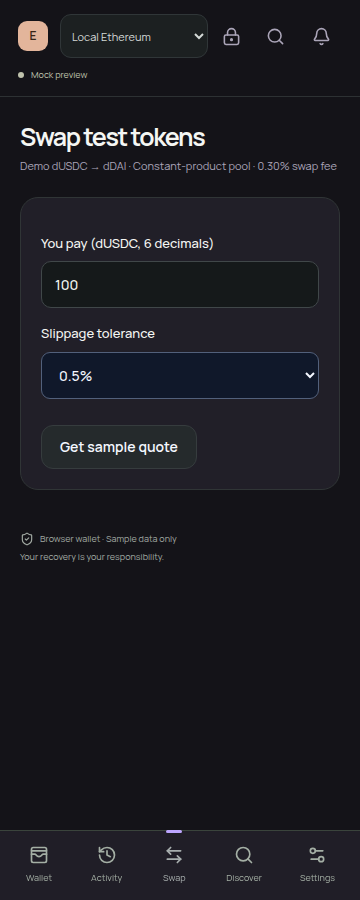 E
Local Ethereum
Mock preview
Swap test tokens
Demo dUSDC → dDAI · Constant-product pool · 0.30% swap fee
You pay (dUSDC, 6 decimals)
100
Slippage tolerance
0.5%
Get sample quote
Browser wallet · Sample data only
Your recovery is your responsibility.
Wallet Activity Swap Discover Settings